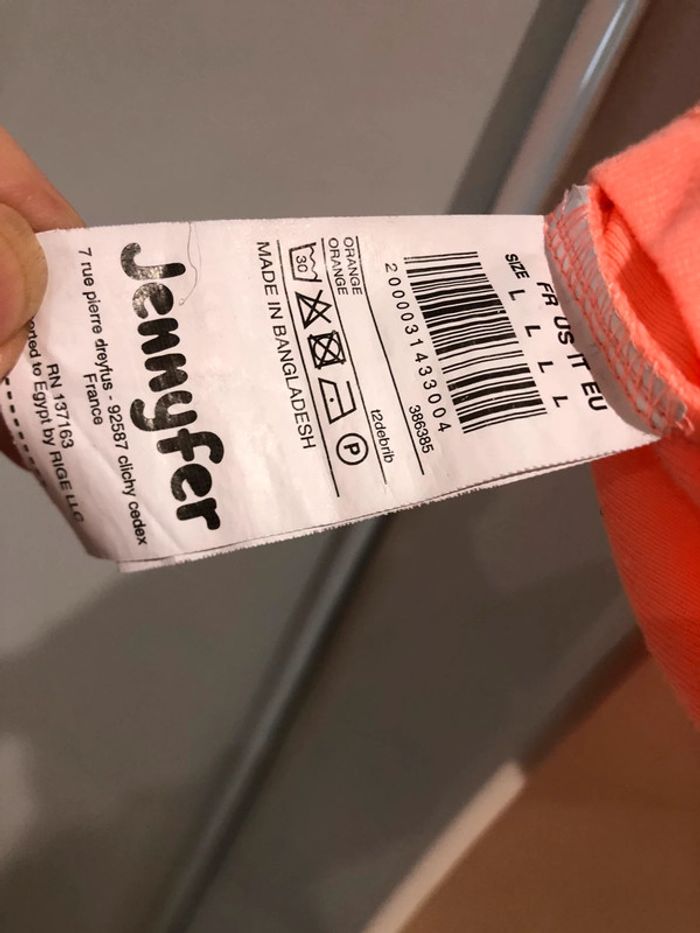 FR US IT EU
SIZE L L L L
2000031433004
386385
12debrib
ORANGE
ORANGE
30
P
MADE IN BANGLADESH
Jennyfer
7 rue pierre dreyfus - 92587 clichy cedex
France
RN 137163
to Egypt by RIGE LLC